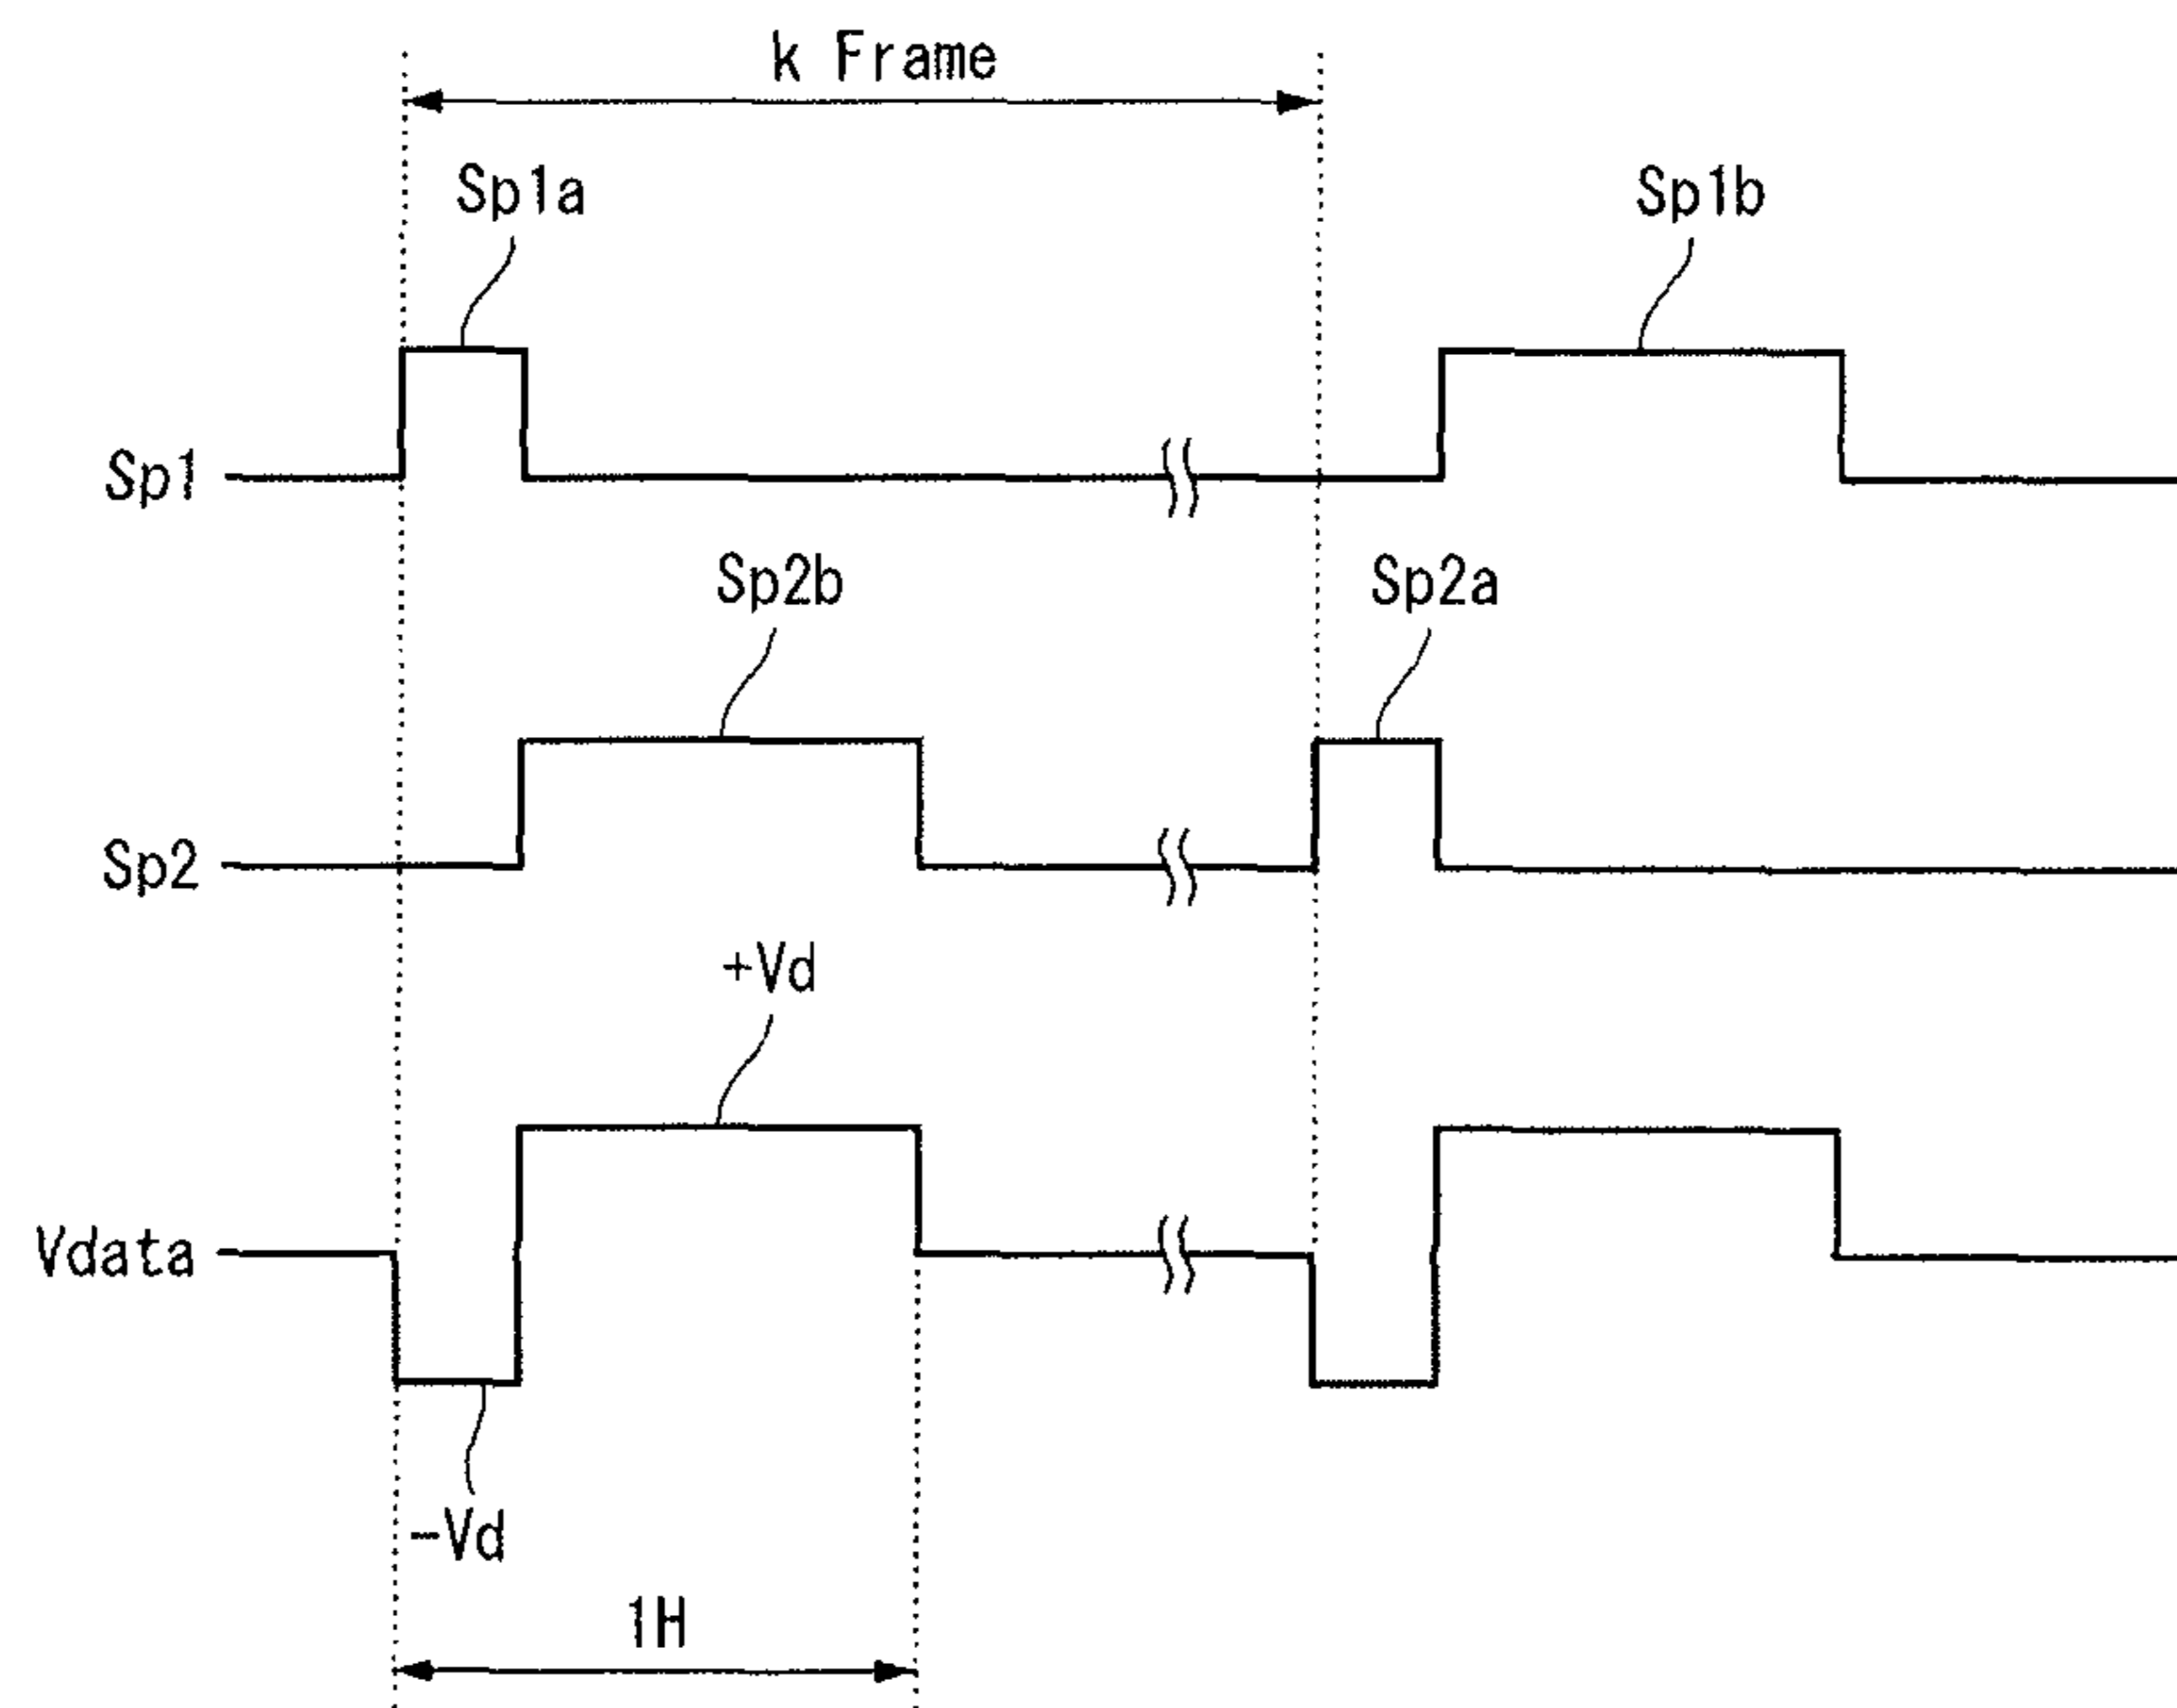 k Frame
Sp1a
Sp1b
Sp1
Sp2b
Sp2a
Sp2
+Vd
Vdata
-Vd
1H